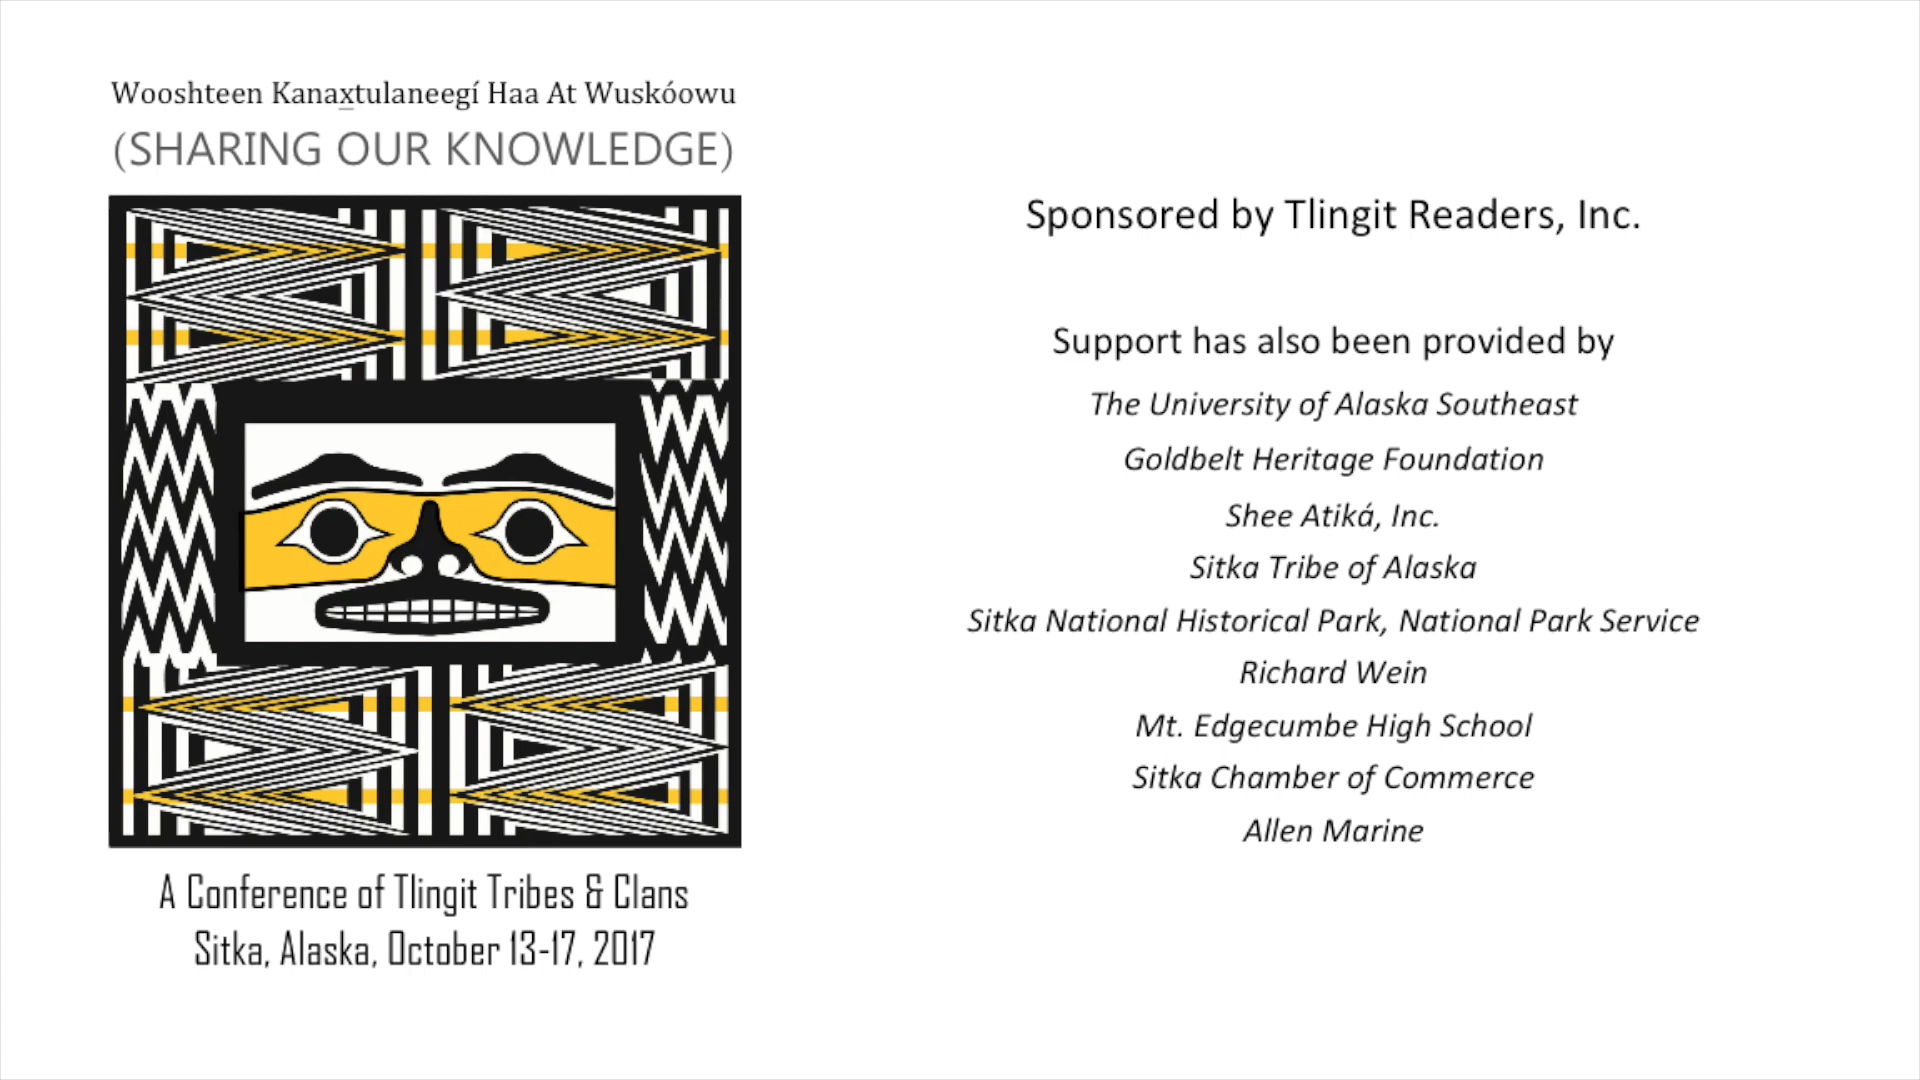 Wooshteen Kanax̲tulaneegí Haa At Wuskóowu
(SHARING OUR KNOWLEDGE)
A Conference of Tlingit Tribes & Clans
Sitka, Alaska, October 13-17, 2017
Sponsored by Tlingit Readers, Inc.
Support has also been provided by
The University of Alaska Southeast
Goldbelt Heritage Foundation
Shee Atiká, Inc.
Sitka Tribe of Alaska
Sitka National Historical Park, National Park Service
Richard Wein
Mt. Edgecumbe High School
Sitka Chamber of Commerce
Allen Marine